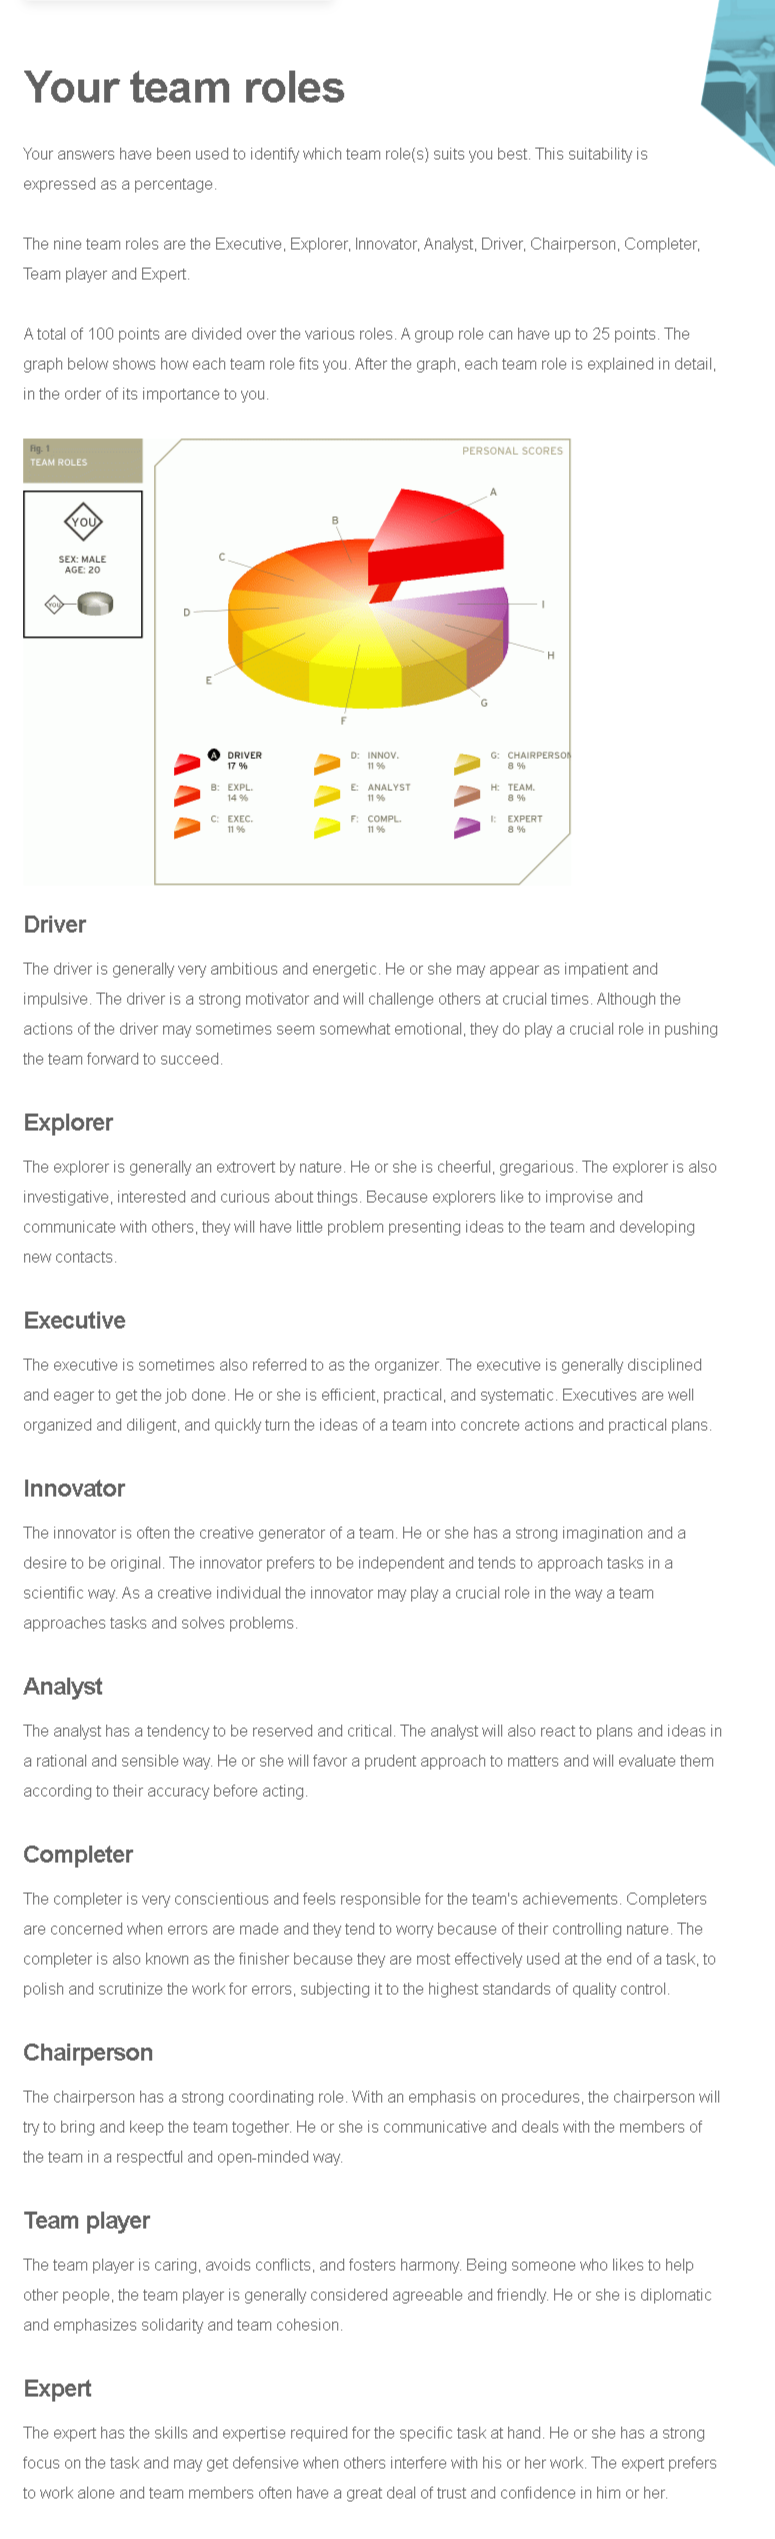 Your team roles
Your answers have been used to identify which team role(s) suits you best. This suitability is
expressed as a percentage.
The nine team roles are the Executive, Explorer, Innovator, Analyst, Driver, Chairperson, Completer,
Team player and Expert.
A total of 100 points are divided over the various roles. A group role can have up to 25 points. The
graph below shows how each team role fits you. After the graph, each team role is explained in detail,
in the order of its importance to you.
Fig. 1
TEAM ROLES
YOU
SEX: MALE
AGE: 20
YOU
PERSONAL SCORES
A
B
C
D
E
F
G
H
I
A DRIVER
17 %
B: EXPL.
14 %
C: EXEC.
11 %
D: INNOV.
11 %
E: ANALYST
11 %
F: COMPL.
11 %
G: CHAIRPERSON
8 %
H: TEAM.
8 %
I: EXPERT
8 %
Driver
The driver is generally very ambitious and energetic. He or she may appear as impatient and
impulsive. The driver is a strong motivator and will challenge others at crucial times. Although the
actions of the driver may sometimes seem somewhat emotional, they do play a crucial role in pushing
the team forward to succeed.
Explorer
The explorer is generally an extrovert by nature. He or she is cheerful, gregarious. The explorer is also
investigative, interested and curious about things. Because explorers like to improvise and
communicate with others, they will have little problem presenting ideas to the team and developing
new contacts.
Executive
The executive is sometimes also referred to as the organizer. The executive is generally disciplined
and eager to get the job done. He or she is efficient, practical, and systematic. Executives are well
organized and diligent, and quickly turn the ideas of a team into concrete actions and practical plans.
Innovator
The innovator is often the creative generator of a team. He or she has a strong imagination and a
desire to be original. The innovator prefers to be independent and tends to approach tasks in a
scientific way. As a creative individual the innovator may play a crucial role in the way a team
approaches tasks and solves problems.
Analyst
The analyst has a tendency to be reserved and critical. The analyst will also react to plans and ideas in
a rational and sensible way. He or she will favor a prudent approach to matters and will evaluate them
according to their accuracy before acting.
Completer
The completer is very conscientious and feels responsible for the team's achievements. Completers
are concerned when errors are made and they tend to worry because of their controlling nature. The
completer is also known as the finisher because they are most effectively used at the end of a task, to
polish and scrutinize the work for errors, subjecting it to the highest standards of quality control.
Chairperson
The chairperson has a strong coordinating role. With an emphasis on procedures, the chairperson will
try to bring and keep the team together. He or she is communicative and deals with the members of
the team in a respectful and open-minded way.
Team player
The team player is caring, avoids conflicts, and fosters harmony. Being someone who likes to help
other people, the team player is generally considered agreeable and friendly. He or she is diplomatic
and emphasizes solidarity and team cohesion.
Expert
The expert has the skills and expertise required for the specific task at hand. He or she has a strong
focus on the task and may get defensive when others interfere with his or her work. The expert prefers
to work alone and team members often have a great deal of trust and confidence in him or her.